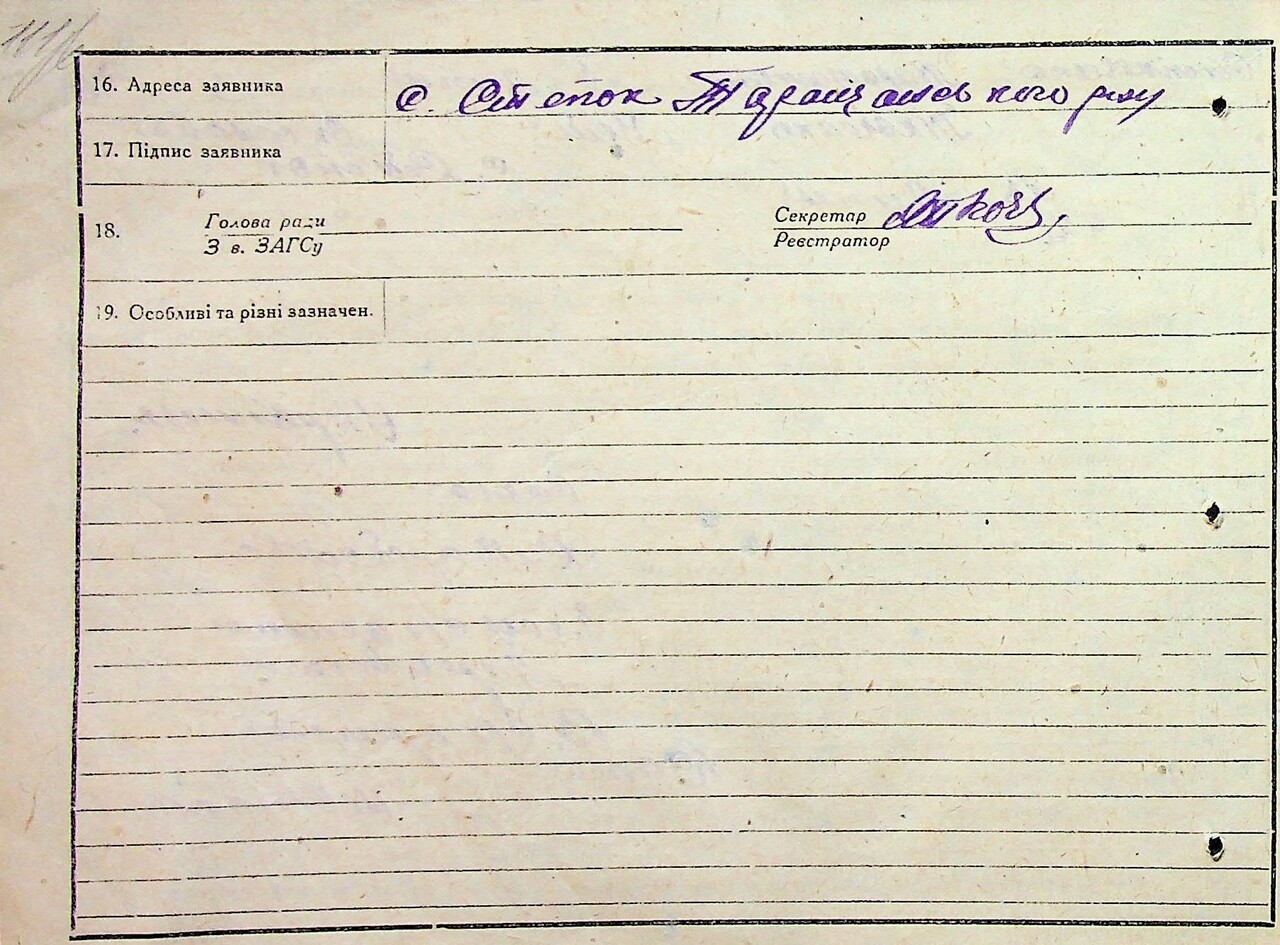 16. Адреса заявника
с. Степок Таращанського р-ну
17. Підпис заявника
18.
Голова ради
З в. ЗАГСу
Секретар
Реєстратор
19. Особливі та різні зазначен.